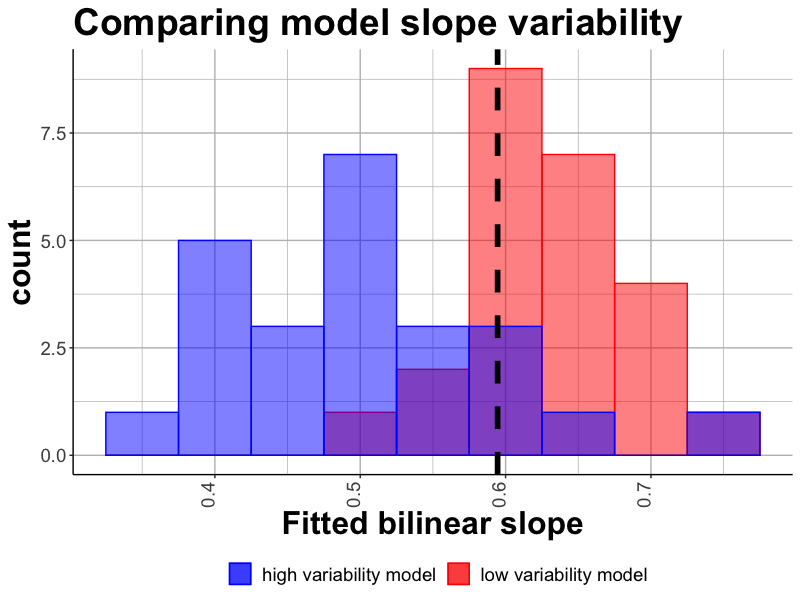 Comparing model slope variability
count
7.5
5.0
2.5
0.0
0.4
0.5
0.6
0.7
Fitted bilinear slope
high variability model
low variability model